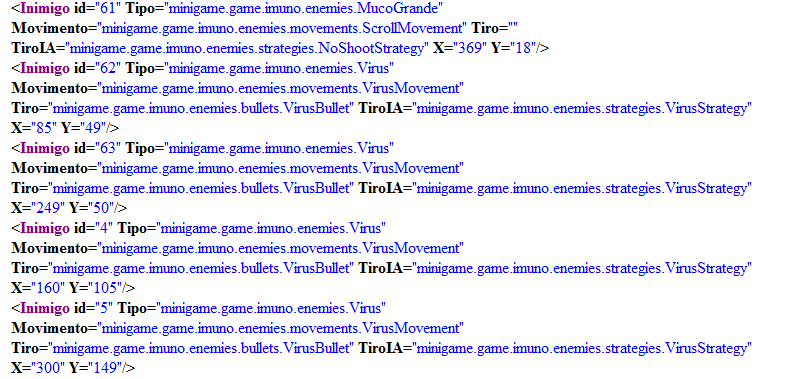 <Inimigo id="61" Tipo="minigame.game.imuno.enemies.MucoGrande"
Movimento="minigame.game.imuno.enemies.movements.ScrollMovement" Tiro=""
TiroIA="minigame.game.imuno.enemies.strategies.NoShootStrategy" X="369" Y="18"/>
<Inimigo id="62" Tipo="minigame.game.imuno.enemies.Virus"
Movimento="minigame.game.imuno.enemies.movements.VirusMovement"
Tiro="minigame.game.imuno.enemies.bullets.VirusBullet" TiroIA="minigame.game.imuno.enemies.strategies.VirusStrategy"
X="85" Y="49"/>
<Inimigo id="63" Tipo="minigame.game.imuno.enemies.Virus"
Movimento="minigame.game.imuno.enemies.movements.VirusMovement"
Tiro="minigame.game.imuno.enemies.bullets.VirusBullet" TiroIA="minigame.game.imuno.enemies.strategies.VirusStrategy"
X="249" Y="50"/>
<Inimigo id="4" Tipo="minigame.game.imuno.enemies.Virus"
Movimento="minigame.game.imuno.enemies.movements.VirusMovement"
Tiro="minigame.game.imuno.enemies.bullets.VirusBullet" TiroIA="minigame.game.imuno.enemies.strategies.VirusStrategy"
X="160" Y="105"/>
<Inimigo id="5" Tipo="minigame.game.imuno.enemies.Virus"
Movimento="minigame.game.imuno.enemies.movements.VirusMovement"
Tiro="minigame.game.imuno.enemies.bullets.VirusBullet" TiroIA="minigame.game.imuno.enemies.strategies.VirusStrategy"
X="300" Y="149"/>